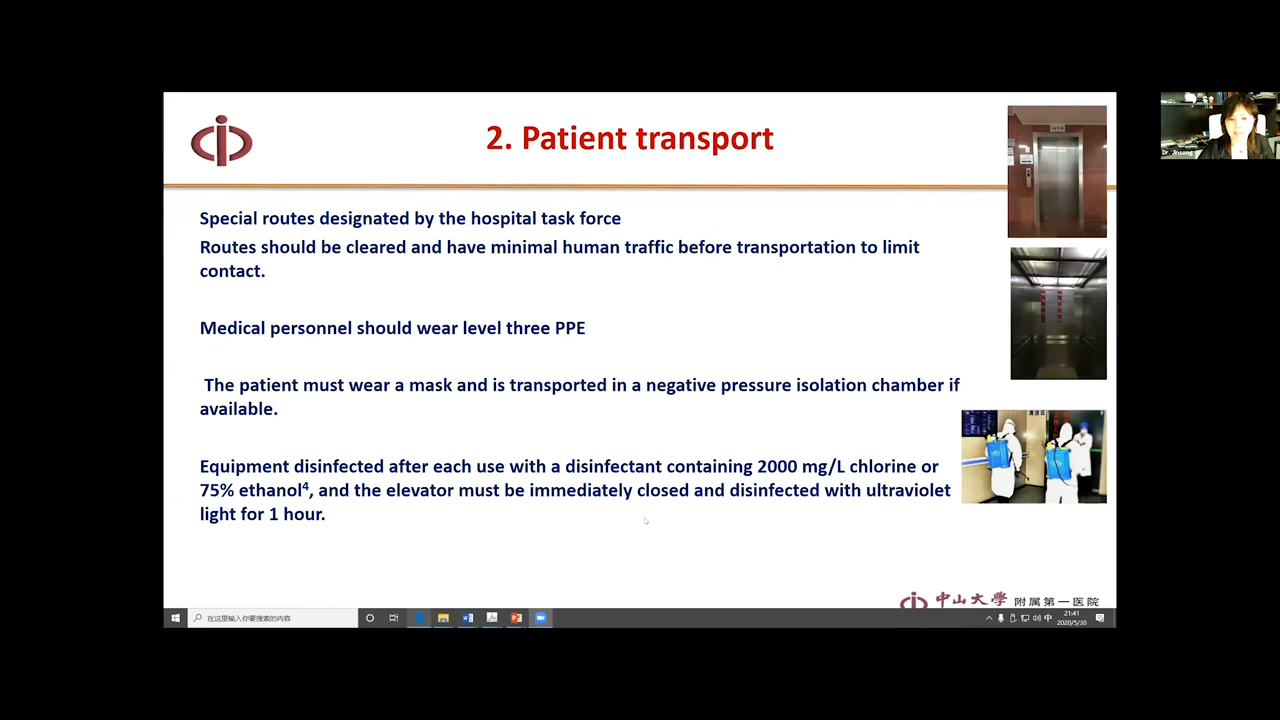 2. Patient transport
Special routes designated by the hospital task force
Routes should be cleared and have minimal human traffic before transportation to limit
contact.
Medical personnel should wear level three PPE
The patient must wear a mask and is transported in a negative pressure isolation chamber if
available.
Equipment disinfected after each use with a disinfectant containing 2000 mg/L chlorine or
75% ethanol⁴, and the elevator must be immediately closed and disinfected with ultraviolet
light for 1 hour.
中山大學 附属第一医院
在这里输入你要搜索的内容
中
21:41
2020/5/30
Dr. Jinsong